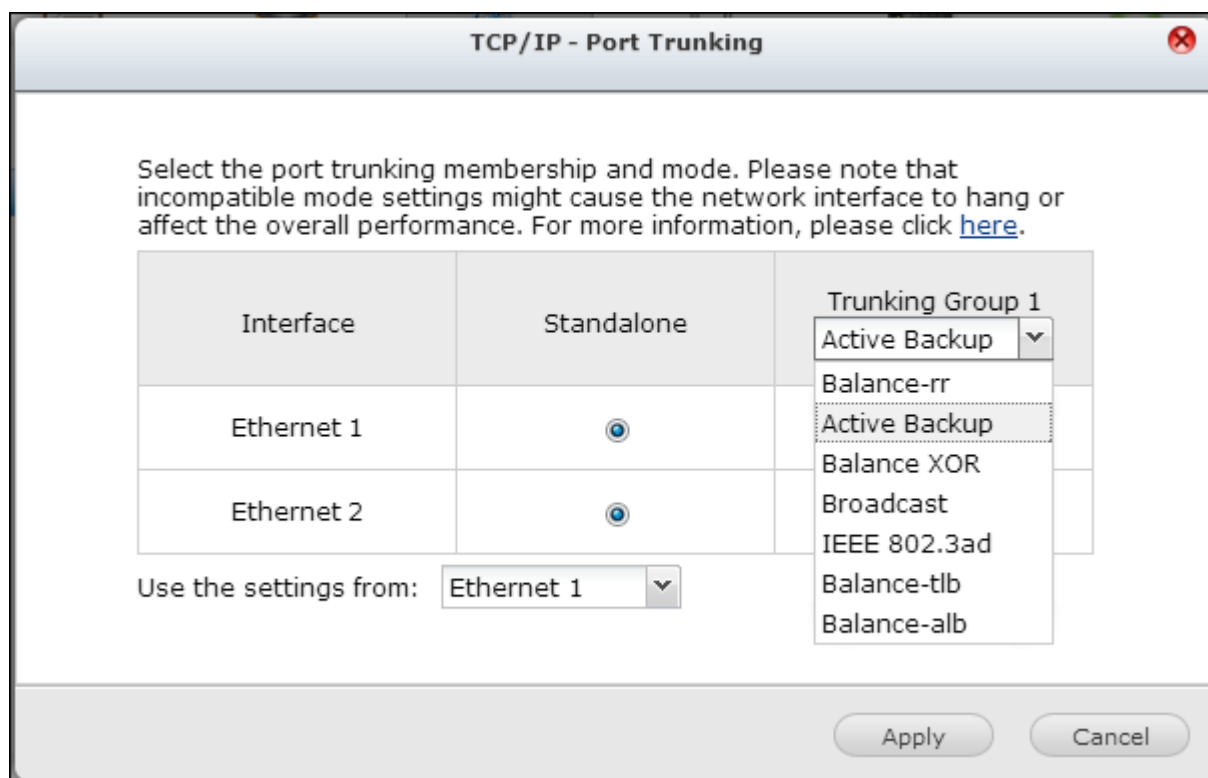 TCP/IP - Port Trunking
Select the port trunking membership and mode. Please note that
incompatible mode settings might cause the network interface to hang or
affect the overall performance. For more information, please click here.
Interface
Standalone
Trunking Group 1
Active Backup
Balance-rr
Active Backup
Balance XOR
Broadcast
IEEE 802.3ad
Balance-tlb
Balance-alb
Ethernet 1
Ethernet 2
Use the settings from: Ethernet 1
Apply Cancel